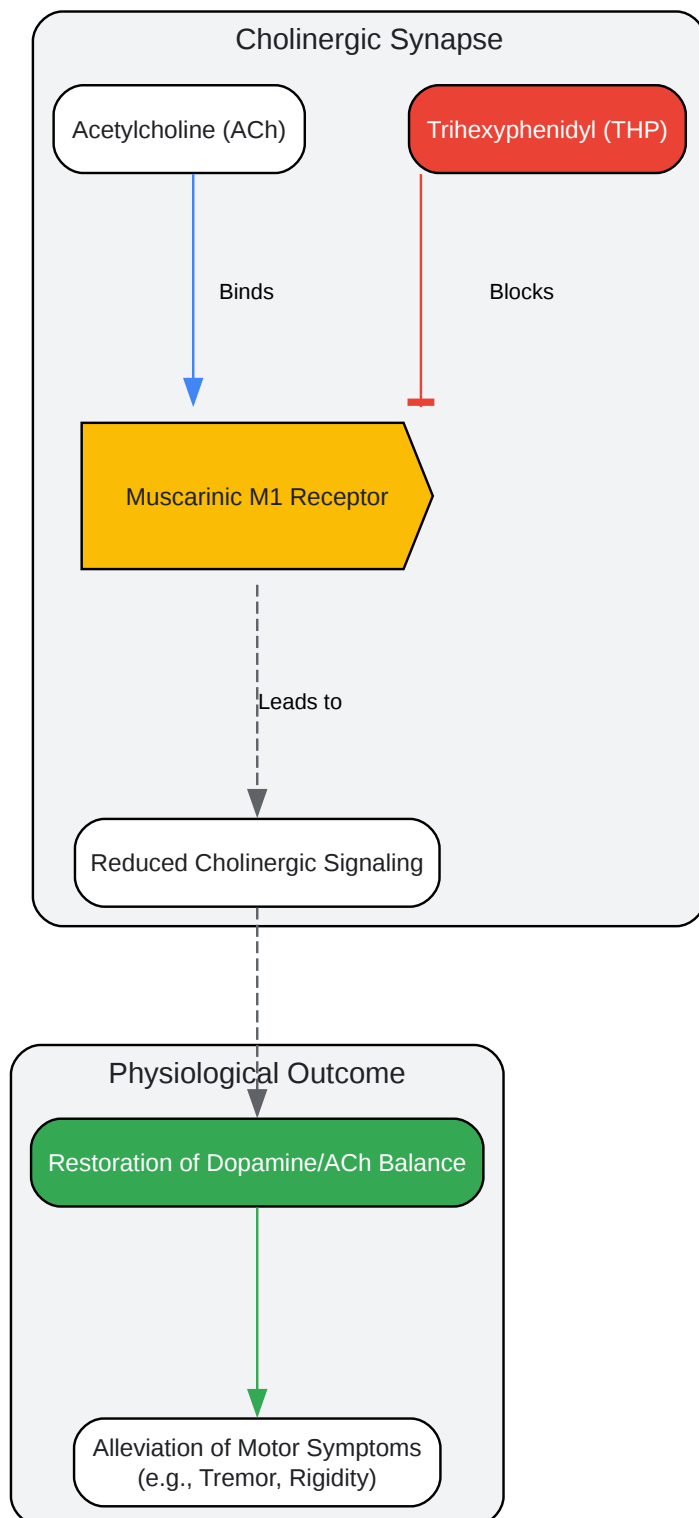 Cholinergic Synapse
Acetylcholine (ACh)
Trihexyphenidyl (THP)
Binds
Blocks
Muscarinic M1 Receptor
Leads to
Reduced Cholinergic Signaling
Physiological Outcome
Restoration of Dopamine/ACh Balance
Alleviation of Motor Symptoms
(e.g., Tremor, Rigidity)